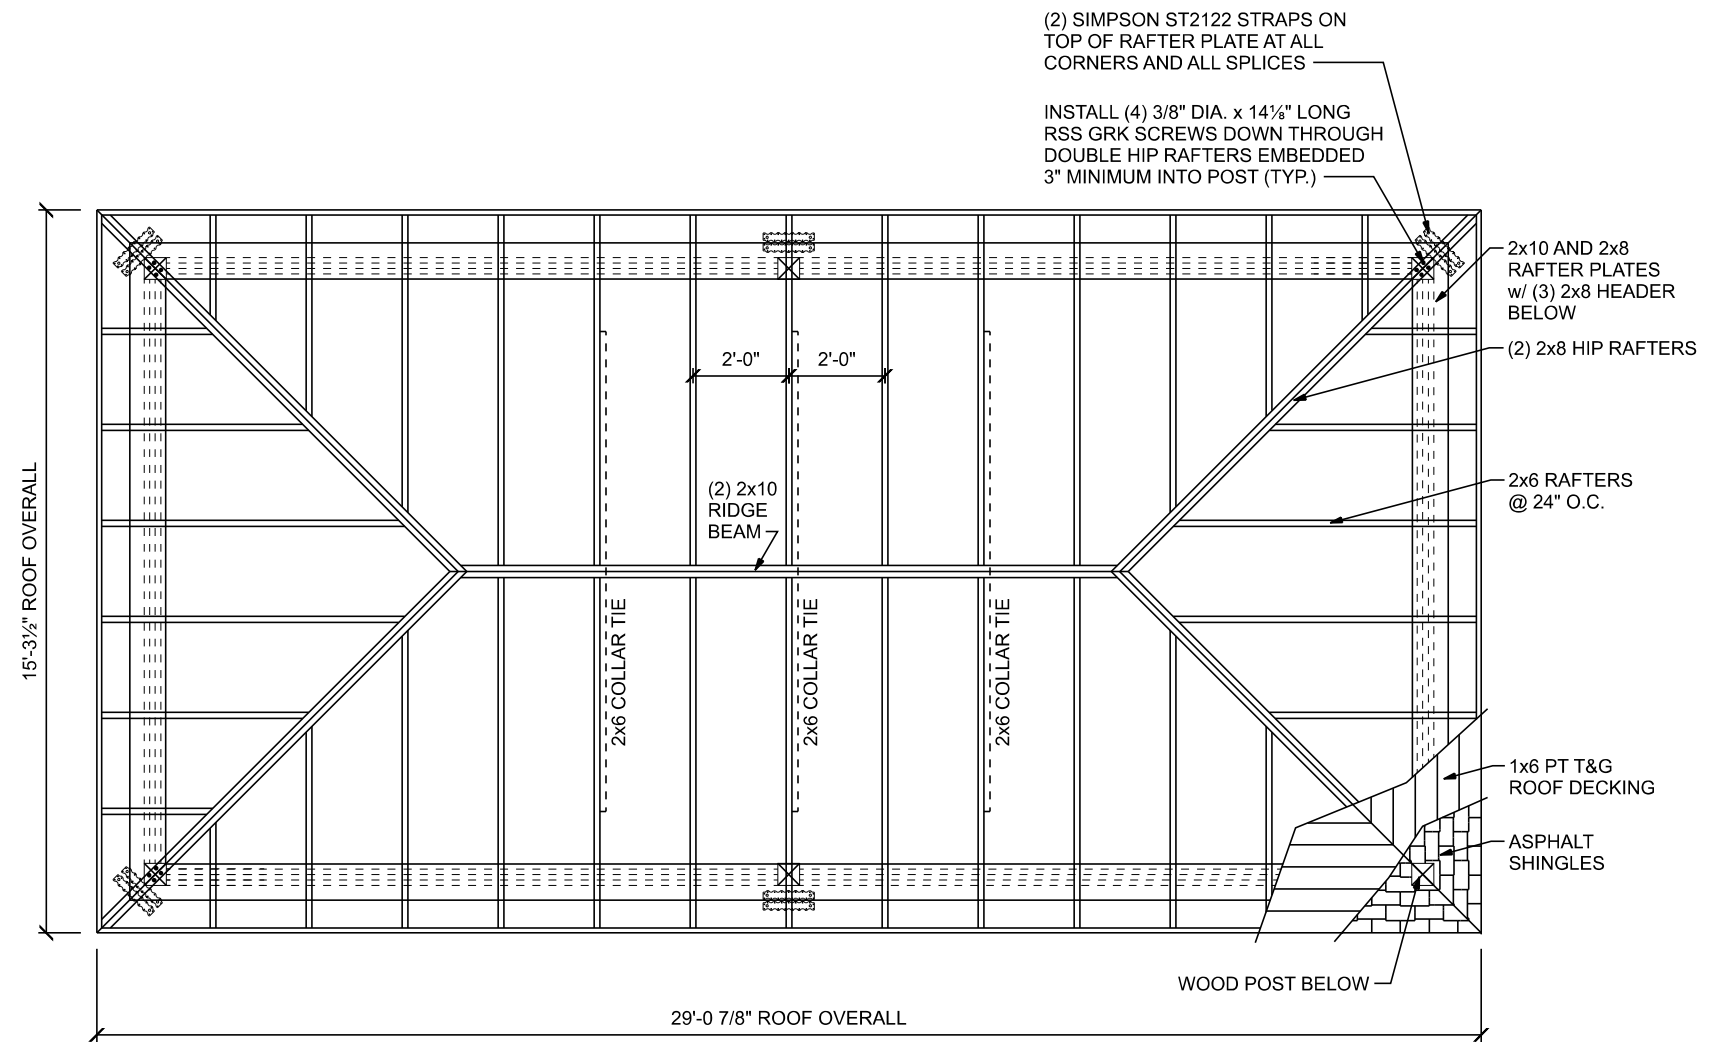 (2) SIMPSON ST2122 STRAPS ON
TOP OF RAFTER PLATE AT ALL
CORNERS AND ALL SPLICES
INSTALL (4) 3/8" DIA. x 14⅛" LONG
RSS GRK SCREWS DOWN THROUGH
DOUBLE HIP RAFTERS EMBEDDED
3" MINIMUM INTO POST (TYP.)
2x10 AND 2x8
RAFTER PLATES
w/ (3) 2x8 HEADER
BELOW
(2) 2x8 HIP RAFTERS
2'-0"
2'-0"
(2) 2x10
RIDGE
BEAM
2x6 RAFTERS
@ 24" O.C.
15'-3½" ROOF OVERALL
2x6 COLLAR TIE
2x6 COLLAR TIE
2x6 COLLAR TIE
1x6 PT T&G
ROOF DECKING
ASPHALT
SHINGLES
WOOD POST BELOW
29'-0 7/8" ROOF OVERALL